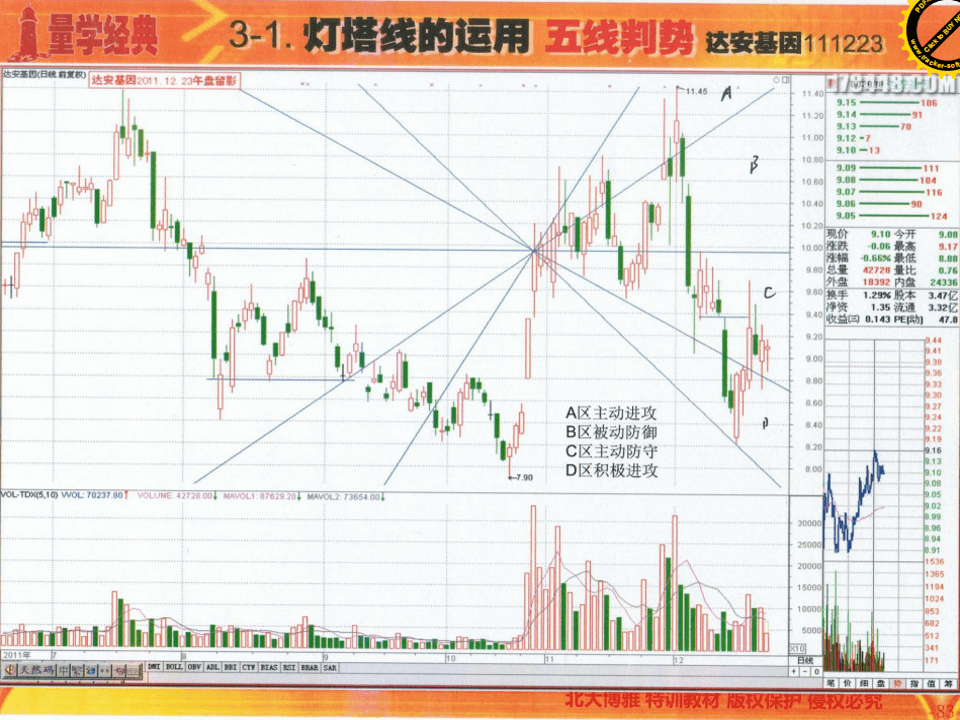 量学经典
3-1. 灯塔线的运用 五线判势 达安基因111223
Click to BUY
178448.COM
达安基因(日线.前复权)
达安基因2011.12.23午盘留影
11.45
A
B
C
D
7.90
A区主动进攻
B区被动防御
C区主动防守
D区积极进攻
11.40
11.20
11.00
10.80
10.60
10.40
10.20
10.00
9.80
9.60
9.40
9.20
9.00
8.80
8.60
8.40
8.20
8.00
9.15 106
9.14 91
9.13 70
9.12 7
9.10 13
9.09 111
9.08 104
9.07 116
9.06 90
9.05 124
现价 9.10 今开 9.08
涨跌 -0.06 最高 9.17
涨幅 -0.66% 最低 8.88
总量 42728 量比 0.76
外盘 18392 内盘 24336
换手 1.29% 股本 3.47亿
净资 1.35 流通 3.32亿
收益(三) 0.143 PE(动) 47.8
9.44
9.41
9.38
9.36
9.33
9.30
9.27
9.24
9.22
9.19
9.16
9.13
9.10
9.08
9.05
9.02
8.99
8.96
8.94
8.91
1536
1365
1194
1024
853
682
512
341
171
VOL-TDX(5,10) VVOL: 70237.80↑ VOLUME: 42728.00↓ MAVOL1: 87629.20↓ MAVOL2: 73654.00↓
30000
25000
20000
15000
10000
50000
X10
2011年 7 8 9 10 11 12 日线
天然码 中
DMI BOLL OBV ADL BBI CYY BIAS RSI BRAR SAR
笔 价 细 盘 势 指 值 筹
北大博雅 特训教材 版权保护 侵权必究
-83